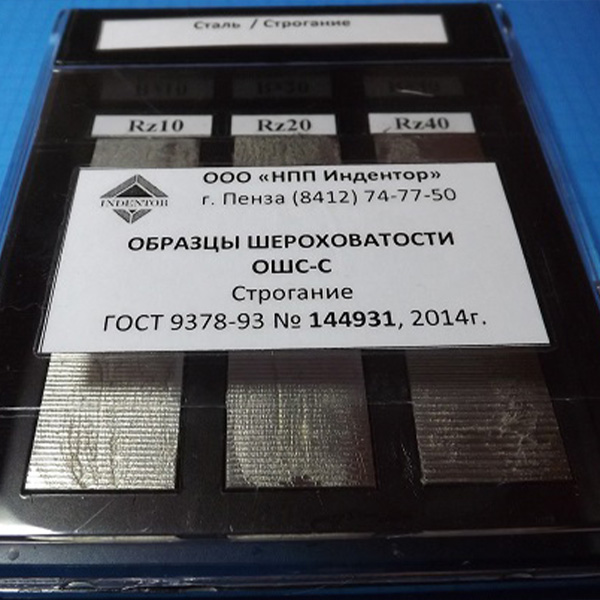 Сталь / Строгание
Rz10 Rz20 Rz40
INDENTOR
ООО «НПП Индентор»
г. Пенза (8412) 74-77-50
ОБРАЗЦЫ ШЕРОХОВАТОСТИ
ОШС-С
Строгание
ГОСТ 9378-93 № 144931, 2014г.